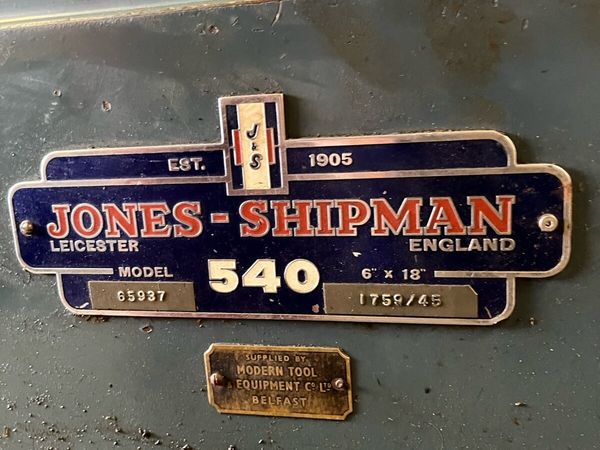 J & S
EST. 1905
JONES-SHIPMAN
LEICESTER ENGLAND
MODEL 540 6" X 18"
65937 1759/45
SUPPLIED BY
MODERN TOOL
& EQUIPMENT Co LTD
BELFAST